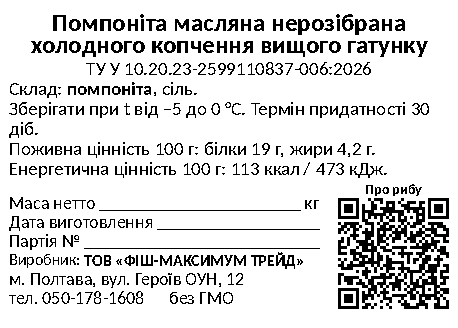 Помпоніта масляна нерозібрана
холодного копчення вищого гатунку
ТУ У 10.20.23-2599110837-006:2026
Склад: помпоніта, сіль.
Зберігати при t від −5 до 0 °C. Термін придатності 30
діб.
Поживна цінність 100 г: білки 19 г, жири 4,2 г.
Енергетична цінність 100 г: 113 ккал / 473 кДж.
Про рибу
Маса нетто ____________________ кг
Дата виготовлення ________________
Партія № _______________________
Виробник: ТОВ «ФІШ-МАКСИМУМ ТРЕЙД»
м. Полтава, вул. Героїв ОУН, 12
тел. 050-178-1608 без ГМО